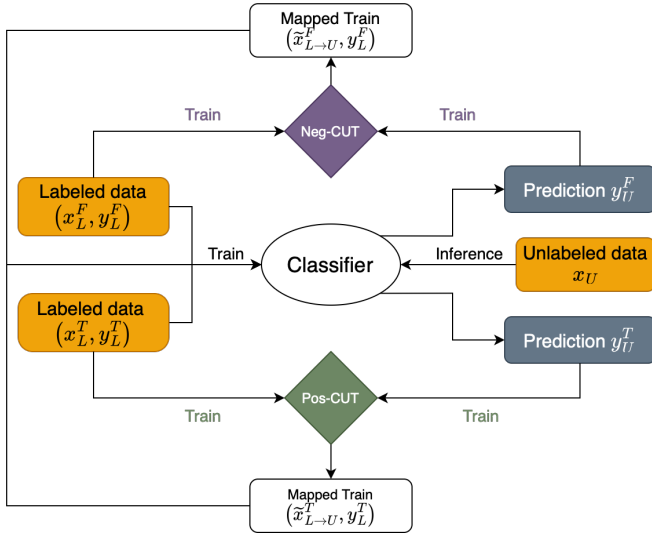 Mapped Train
(x̃^F_{L→U}, y^F_L)
Train
Train
Neg-CUT
Labeled data
(x^F_L, y^F_L)
Prediction y^F_U
Train
Classifier
Inference
Unlabeled data
x_U
Labeled data
(x^T_L, y^T_L)
Prediction y^T_U
Pos-CUT
Train
Train
Mapped Train
(x̃^T_{L→U}, y^T_L)